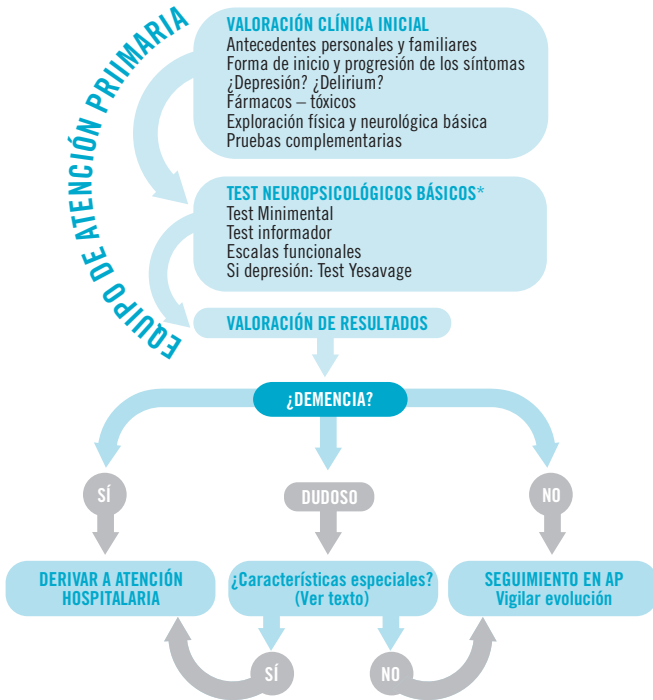 EQUIPO DE ATENCIÓN PRIIMARIA
VALORACIÓN CLÍNICA INICIAL
Antecedentes personales y familiares
Forma de inicio y progresión de los síntomas
¿Depresión? ¿Delirium?
Fármacos – tóxicos
Exploración física y neurológica básica
Pruebas complementarias
TEST NEUROPSICOLÓGICOS BÁSICOS*
Test Minimental
Test informador
Escalas funcionales
Si depresión: Test Yesavage
VALORACIÓN DE RESULTADOS
¿DEMENCIA?
SÍ
DUDOSO
NO
DERIVAR A ATENCIÓN
HOSPITALARIA
¿Características especiales?
(Ver texto)
SEGUIMIENTO EN AP
Vigilar evolución
SÍ
NO